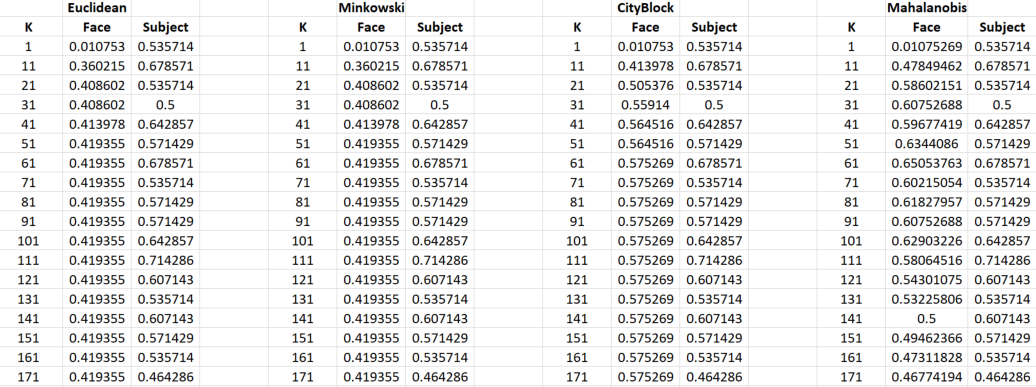 Euclidean Minkowski CityBlock Mahalanobis
K Face Subject K Face Subject K Face Subject K Face Subject
1 0.010753 0.535714 1 0.010753 0.535714 1 0.010753 0.535714 1 0.01075269 0.535714
11 0.360215 0.678571 11 0.360215 0.678571 11 0.413978 0.678571 11 0.47849462 0.678571
21 0.408602 0.535714 21 0.408602 0.535714 21 0.505376 0.535714 21 0.58602151 0.535714
31 0.408602 0.5 31 0.408602 0.5 31 0.55914 0.5 31 0.60752688 0.5
41 0.413978 0.642857 41 0.413978 0.642857 41 0.564516 0.642857 41 0.59677419 0.642857
51 0.419355 0.571429 51 0.419355 0.571429 51 0.564516 0.571429 51 0.6344086 0.571429
61 0.419355 0.678571 61 0.419355 0.678571 61 0.575269 0.678571 61 0.65053763 0.678571
71 0.419355 0.535714 71 0.419355 0.535714 71 0.575269 0.535714 71 0.60215054 0.535714
81 0.419355 0.571429 81 0.419355 0.571429 81 0.575269 0.571429 81 0.61827957 0.571429
91 0.419355 0.571429 91 0.419355 0.571429 91 0.575269 0.571429 91 0.60752688 0.571429
101 0.419355 0.642857 101 0.419355 0.642857 101 0.575269 0.642857 101 0.62903226 0.642857
111 0.419355 0.714286 111 0.419355 0.714286 111 0.575269 0.714286 111 0.58064516 0.714286
121 0.419355 0.607143 121 0.419355 0.607143 121 0.575269 0.607143 121 0.54301075 0.607143
131 0.419355 0.535714 131 0.419355 0.535714 131 0.575269 0.535714 131 0.53225806 0.535714
141 0.419355 0.607143 141 0.419355 0.607143 141 0.575269 0.607143 141 0.5 0.607143
151 0.419355 0.571429 151 0.419355 0.571429 151 0.575269 0.571429 151 0.49462366 0.571429
161 0.419355 0.535714 161 0.419355 0.535714 161 0.575269 0.535714 161 0.47311828 0.535714
171 0.419355 0.464286 171 0.419355 0.464286 171 0.575269 0.464286 171 0.46774194 0.464286